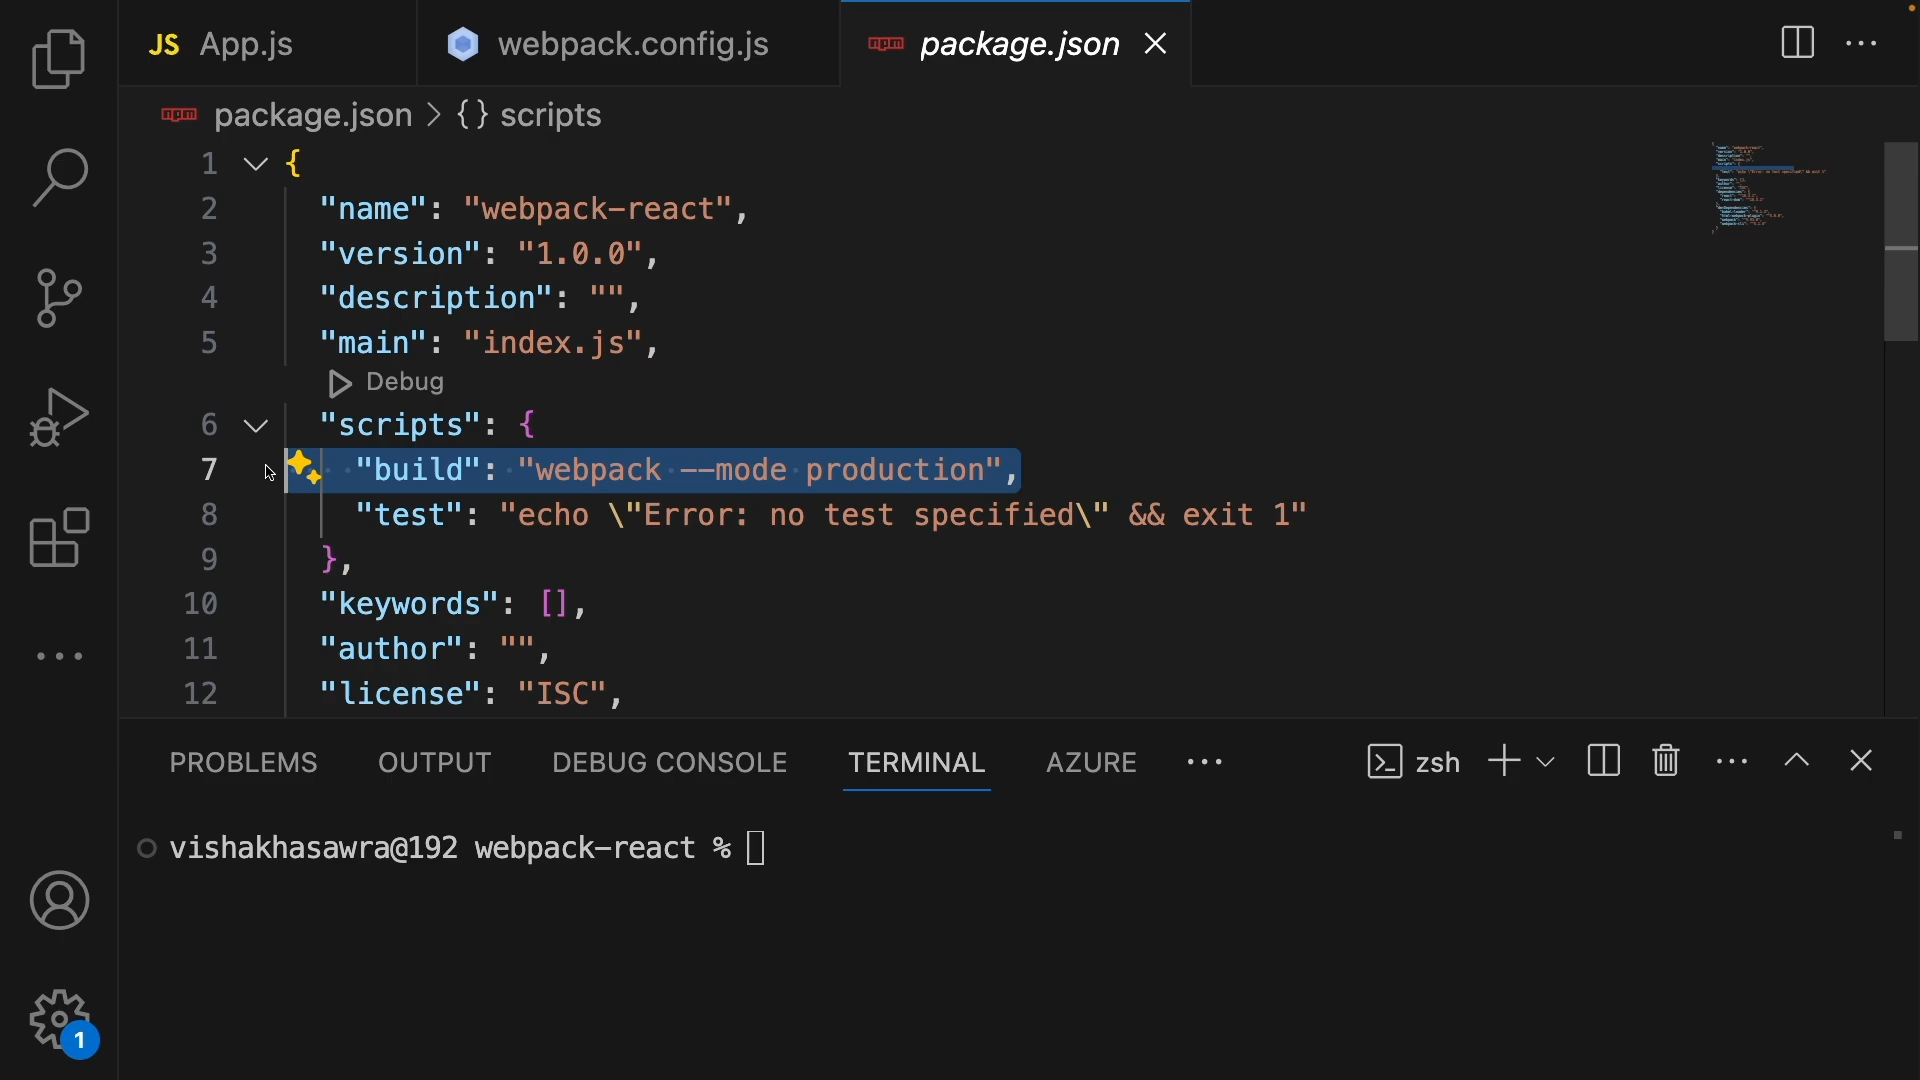 JS App.js
webpack.config.js
package.json
package.json > {} scripts
1 {
2 "name": "webpack-react",
3 "version": "1.0.0",
4 "description": "",
5 "main": "index.js",
Debug
6 "scripts": {
7 "build": "webpack --mode production",
8 "test": "echo \"Error: no test specified\" && exit 1"
9 },
10 "keywords": [],
11 "author": "",
12 "license": "ISC",
PROBLEMS OUTPUT DEBUG CONSOLE TERMINAL AZURE ··· zsh
vishakhasawra@192 webpack-react %
1